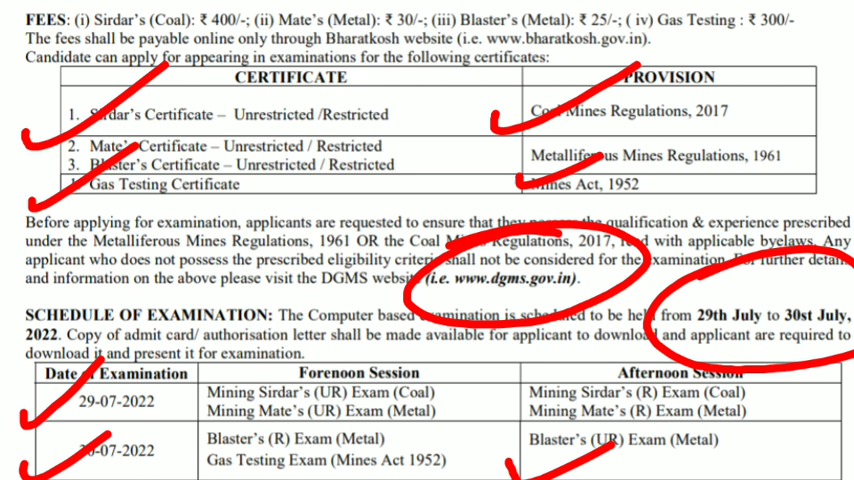 FEES: (i) Sirdar's (Coal): ₹ 400/-; (ii) Mate's (Metal): ₹ 30/-; (iii) Blaster's (Metal): ₹ 25/-; ( iv) Gas Testing : ₹ 300/-
The fees shall be payable online only through Bharatkosh website (i.e. www.bharatkosh.gov.in).
Candidate can apply for appearing in examinations for the following certificates:
CERTIFICATE PROVISION
1. Sirdar's Certificate – Unrestricted /Restricted Coal Mines Regulations, 2017
2. Mate's Certificate – Unrestricted / Restricted
3. Blaster's Certificate – Unrestricted / Restricted
Metalliferous Mines Regulations, 1961
Gas Testing Certificate Mines Act, 1952
Before applying for examination, applicants are requested to ensure that they the qualification & experience prescribed
under the Metalliferous Mines Regulations, 1961 OR the Coal Mines Regulations, 2017, read with applicable byelaws. Any
applicant who does not possess the prescribed eligibility criteria shall not be considered for the examination. For further details
and information on the above please visit the DGMS website (i.e. www.dgms.gov.in).
SCHEDULE OF EXAMINATION: The Computer based examination is scheduled to be held from 29th July to 30st July,
2022. Copy of admit card/ authorisation letter shall be made available for applicant to download and applicant are required to
download it and present it for examination.
Date of Examination Forenoon Session Afternoon Session
29-07-2022
Mining Sirdar's (UR) Exam (Coal)
Mining Mate's (UR) Exam (Metal)
Mining Sirdar's (R) Exam (Coal)
Mining Mate's (R) Exam (Metal)
30-07-2022
Blaster's (R) Exam (Metal)
Gas Testing Exam (Mines Act 1952)
Blaster's (UR) Exam (Metal)